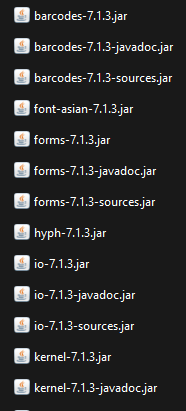 barcodes-7.1.3.jar
barcodes-7.1.3-javadoc.jar
barcodes-7.1.3-sources.jar
font-asian-7.1.3.jar
forms-7.1.3.jar
forms-7.1.3-javadoc.jar
forms-7.1.3-sources.jar
hyph-7.1.3.jar
io-7.1.3.jar
io-7.1.3-javadoc.jar
io-7.1.3-sources.jar
kernel-7.1.3.jar
kernel-7.1.3-javadoc.jar